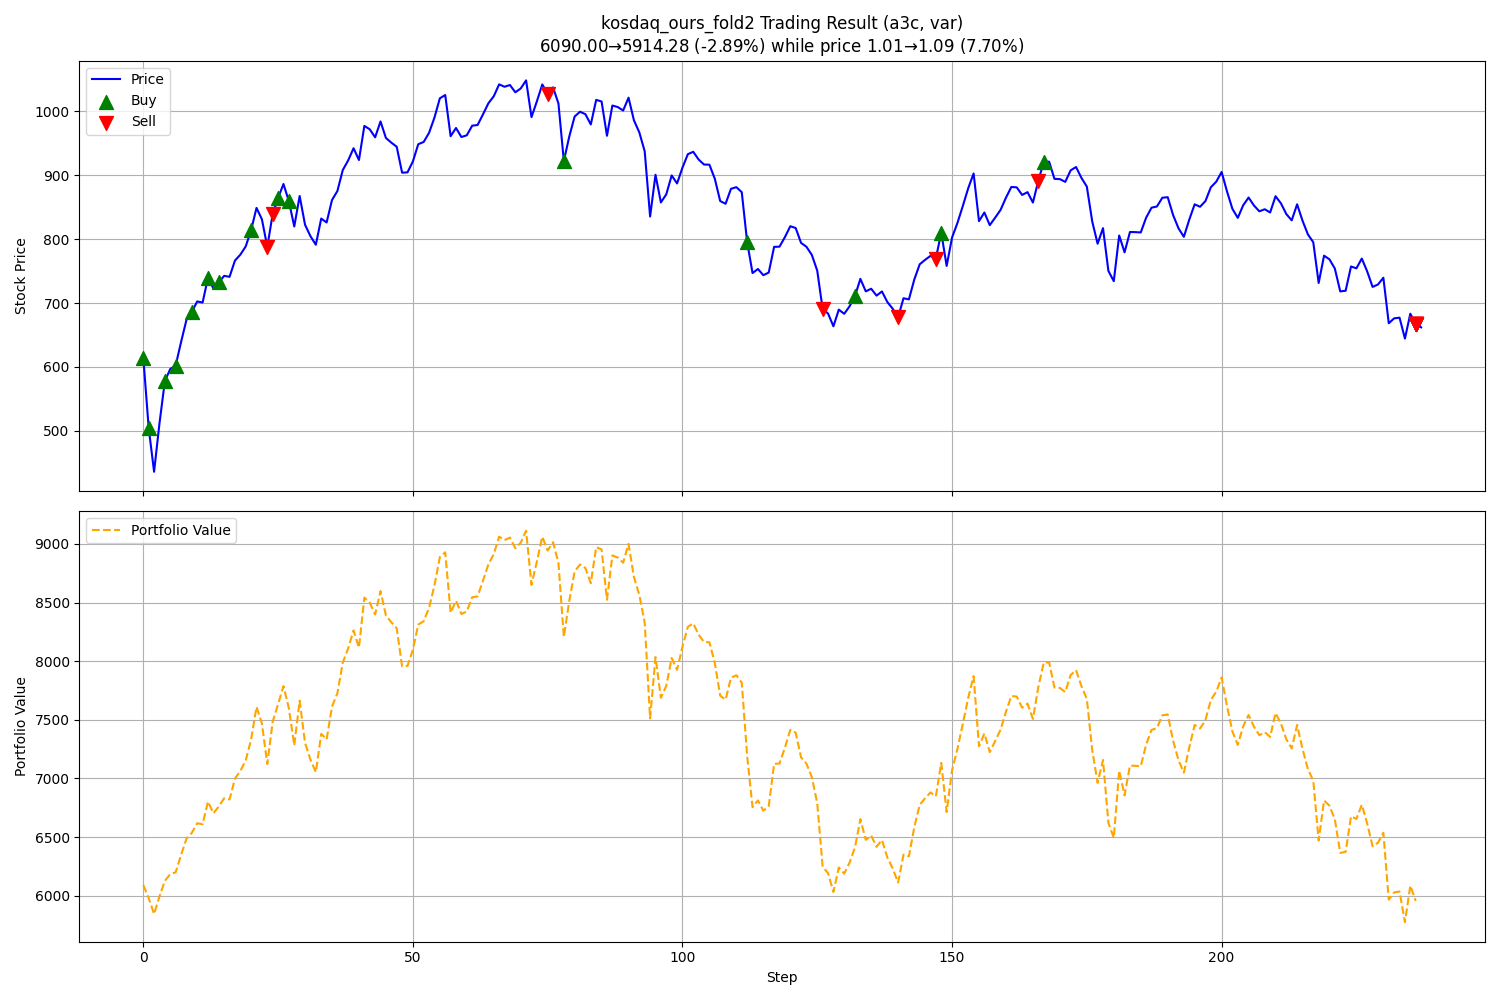 kosdaq_ours_fold2 Trading Result (a3c, var)
6090.00→5914.28 (-2.89%) while price 1.01→1.09 (7.70%)
Price
Buy
Sell
1000
900
800
700
600
500
Stock Price
Portfolio Value
9000
8500
8000
7500
7000
6500
6000
Portfolio Value
0 50 100 150 200
Step